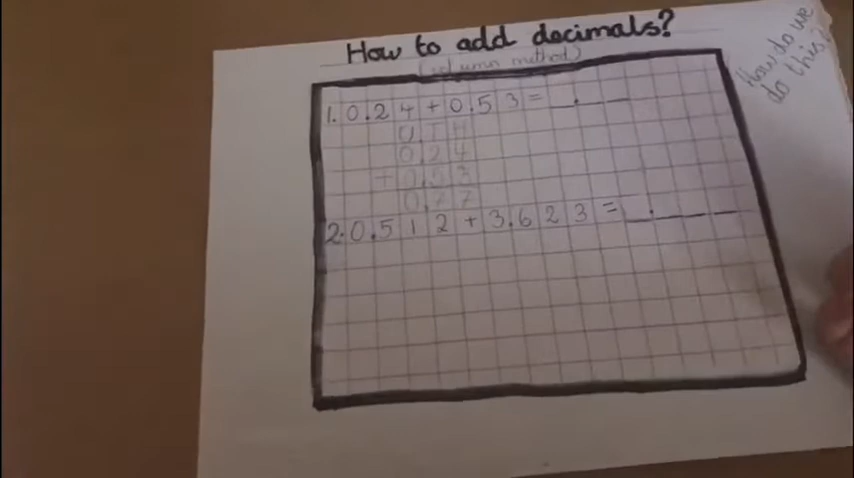 How to add decimals?
(column method)
How do we
do this?
1. 0.24 + 0.53 = _._ _
0 T H
0.24
+ 0.53
0.77
2. 0.512 + 3.623 = _._ _ _